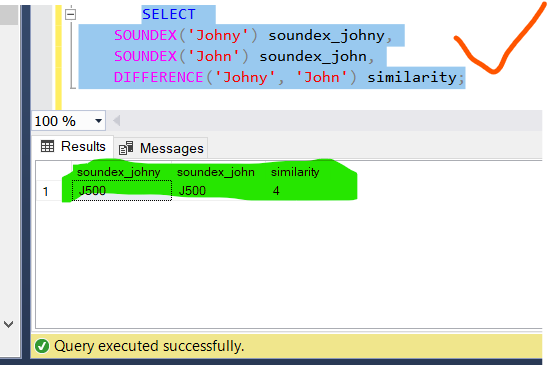 SELECT
SOUNDEX('Johny') soundex_johny,
SOUNDEX('John') soundex_john,
DIFFERENCE('Johny', 'John') similarity;
100 %
Results Messages
soundex_johny soundex_john similarity
1 J500 J500 4
Query executed successfully.